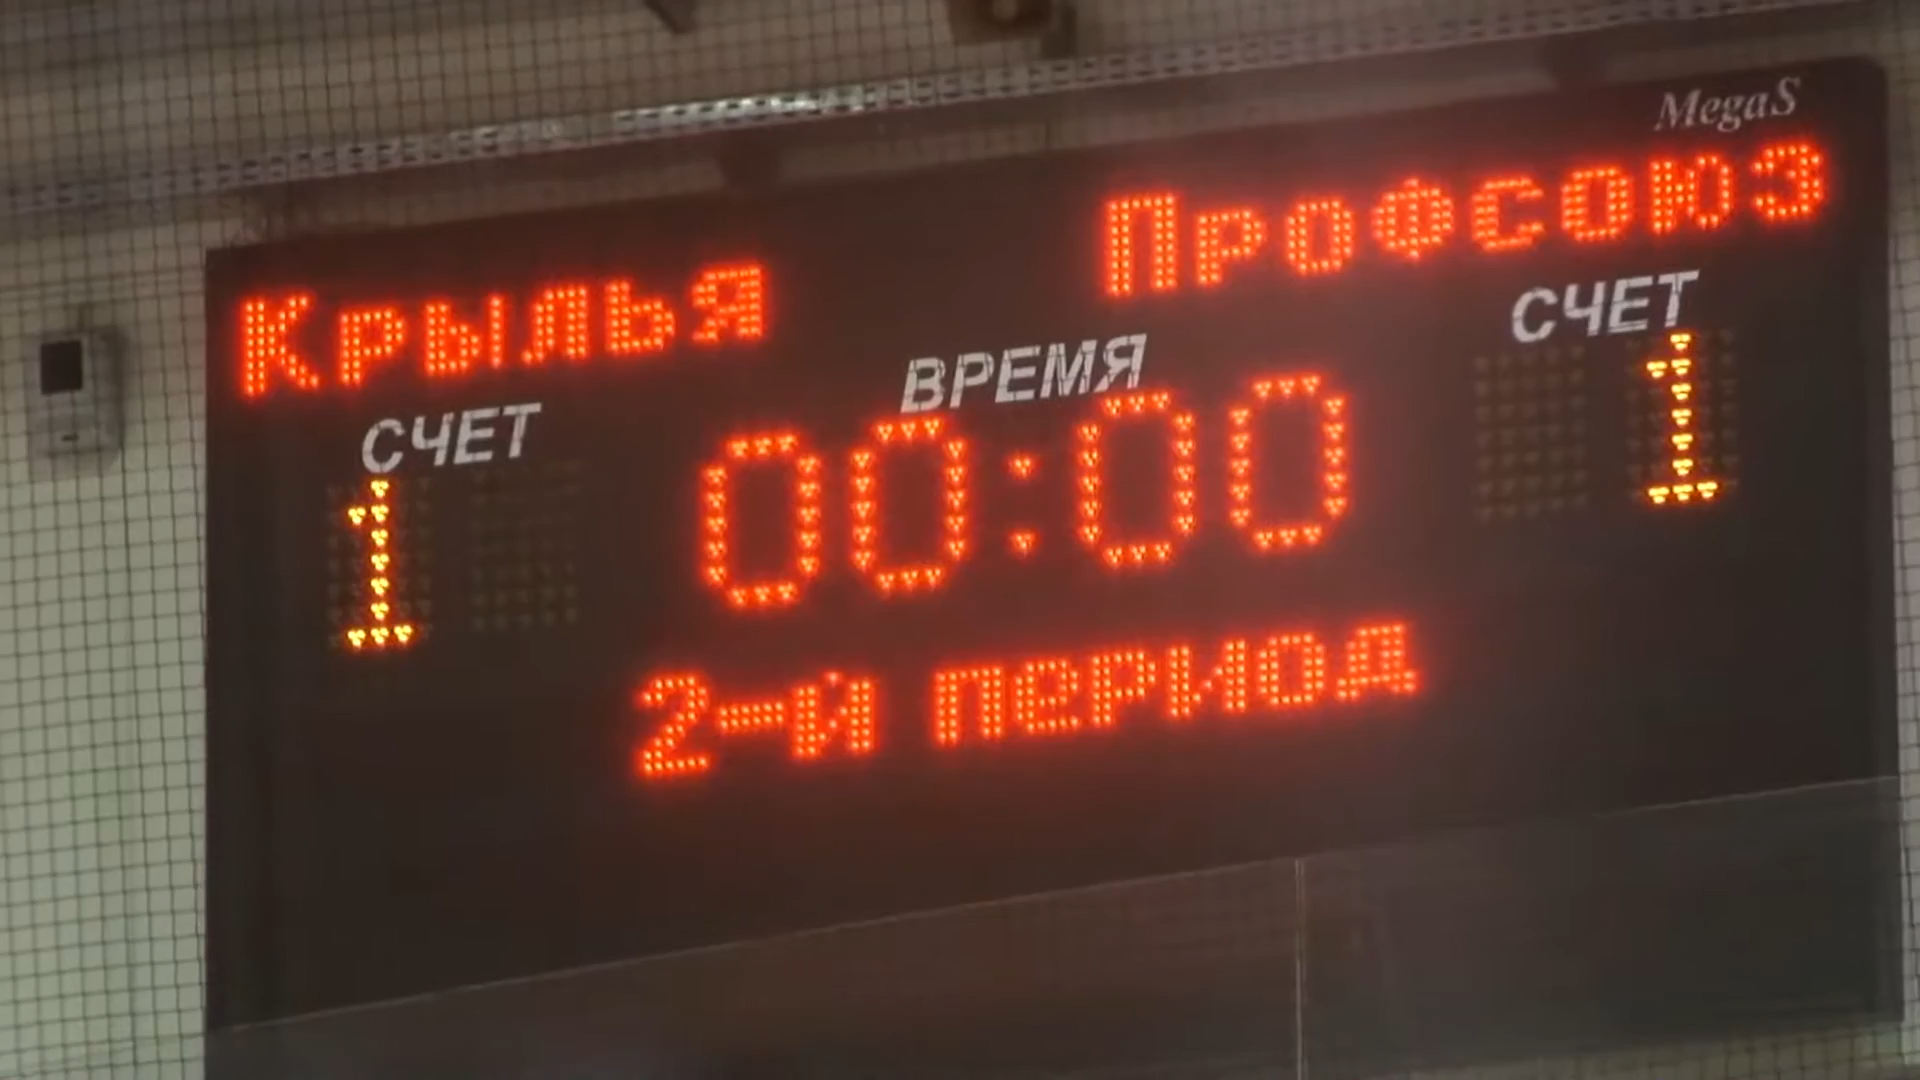 MegaS
Крылья
Профсоюз
СЧЕТ
ВРЕМЯ
СЧЕТ
1
00:00
1
2-й период